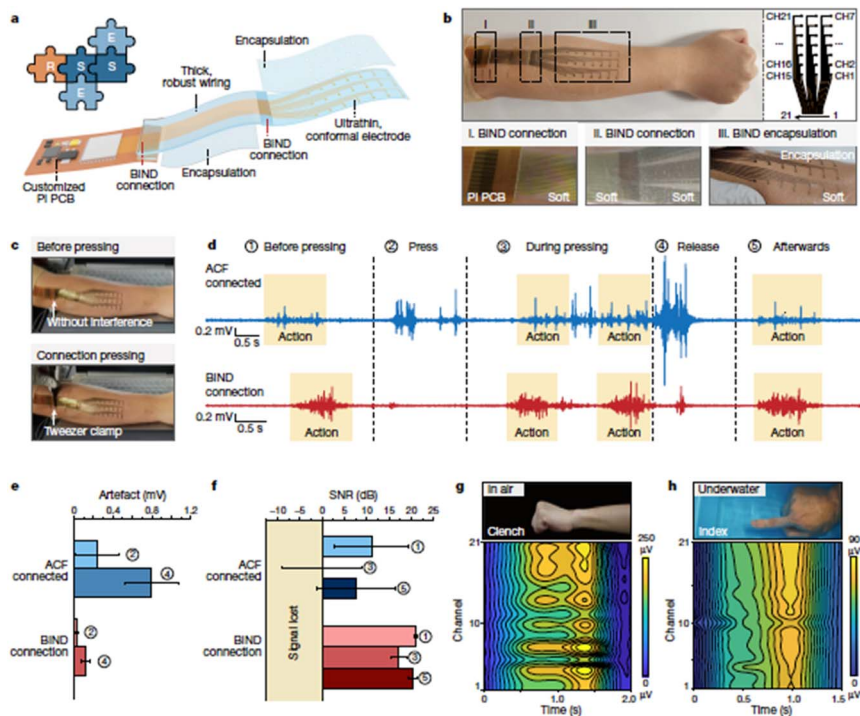 a
E
R
S
S
E
Encapsulation
Thick,
robust wiring
Ultrathin,
conformal electrode
BIND
connection
BIND
connection
Encapsulation
Customized
PI PCB
b
I
II
III
CH21
CH7
...
...
CH16
CH2
CH15
CH1
21
1
I. BIND connection
II. BIND connection
III. BIND encapsulation
PI PCB
Soft
Soft
Encapsulation
Soft
c
Before pressing
Without interference
Connection pressing
Tweezer clamp
d
① Before pressing
② Press
③ During pressing
④ Release
⑤ Afterwards
ACF
connected
0.2 mV
0.5 s
Action
Action
Action
Action
BIND
connection
0.2 mV
0.5 s
Action
Action
Action
Action
e
Artefact (mV)
0 0.4 0.8 1.2
ACF
connected
②
④
BIND
connection
②
④
f
SNR (dB)
−10 −5 0 5 10 15 20 25
ACF
connected
①
③
⑤
Signal lost
BIND
connection
①
③
⑤
g
In air
Clench
250
µV
21
10
1
Channel
0
µV
0 0.5 1.0 1.5 2.0
Time (s)
h
Underwater
Index
90
µV
21
10
1
Channel
0
µV
0 0.5 1.0 1.5
Time (s)